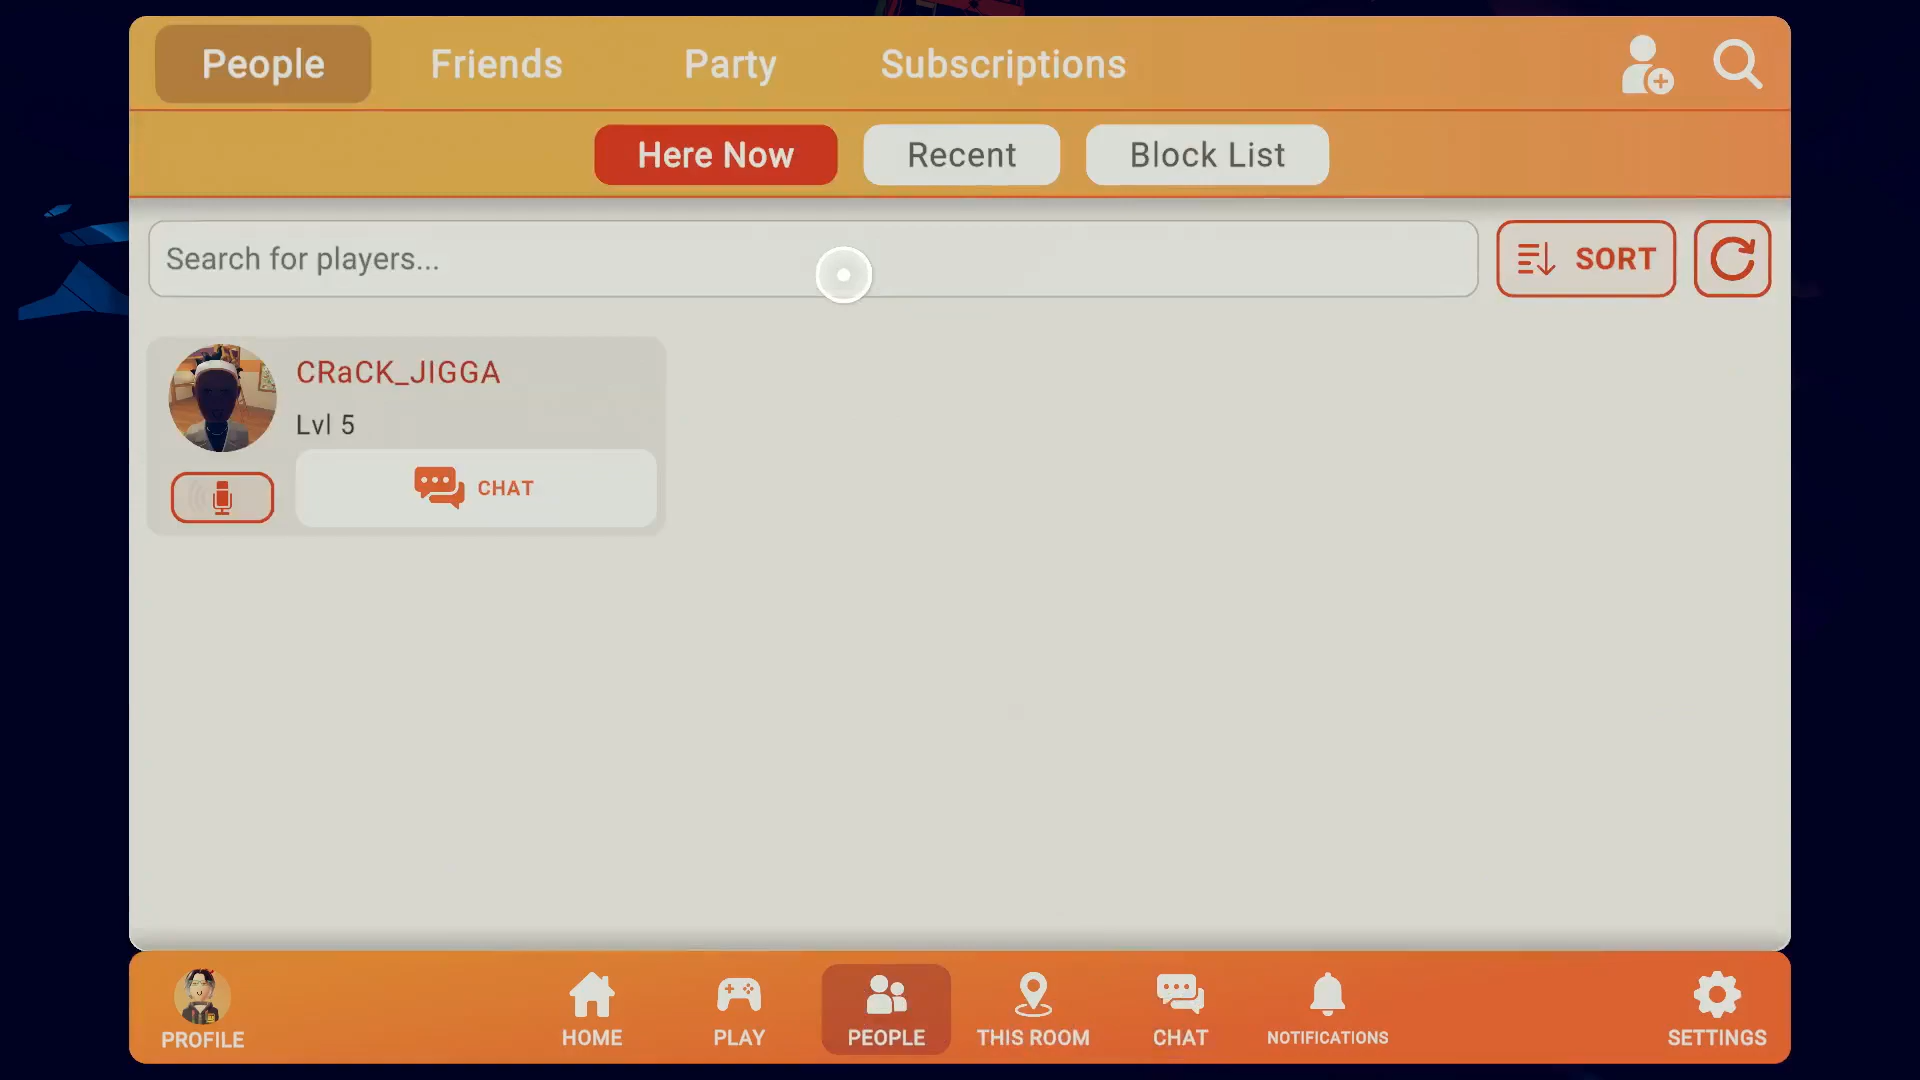 People Friends Party Subscriptions
Here Now Recent Block List
Search for players...
SORT
CRaCK_JIGGA
Lvl 5
CHAT
PROFILE HOME PLAY PEOPLE THIS ROOM CHAT NOTIFICATIONS SETTINGS